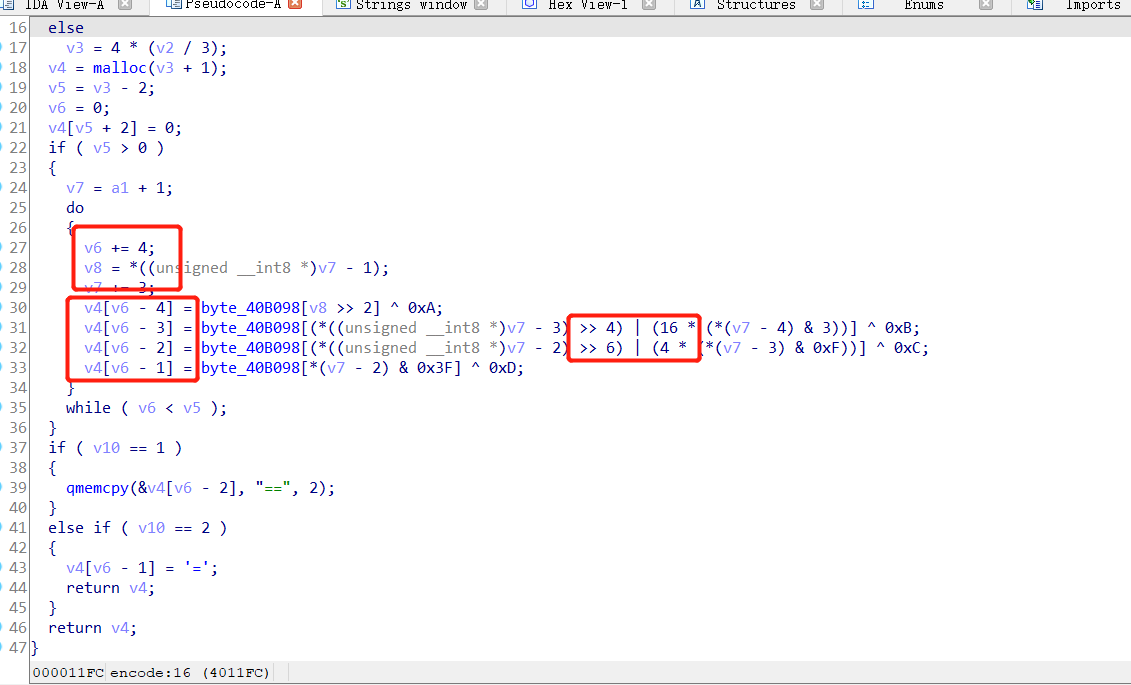 IDA View-A Pseudocode-A Strings window Hex View-1 Structures Enums Imports
16 else
17 v3 = 4 * (v2 / 3);
18 v4 = malloc(v3 + 1);
19 v5 = v3 - 2;
20 v6 = 0;
21 v4[v5 + 2] = 0;
22 if ( v5 > 0 )
23 {
24 v7 = a1 + 1;
25 do
26 {
27 v6 += 4;
28 v8 = *((unsigned __int8 *)v7 - 1);
29 v7 += 3;
30 v4[v6 - 4] = byte_40B098[v8 >> 2] ^ 0xA;
31 v4[v6 - 3] = byte_40B098[(*((unsigned __int8 *)v7 - 3) >> 4) | (16 * (*(v7 - 4) & 3))] ^ 0xB;
32 v4[v6 - 2] = byte_40B098[(*((unsigned __int8 *)v7 - 2) >> 6) | (4 * (*(v7 - 3) & 0xF))] ^ 0xC;
33 v4[v6 - 1] = byte_40B098[*(v7 - 2) & 0x3F] ^ 0xD;
34 }
35 while ( v6 < v5 );
36 }
37 if ( v10 == 1 )
38 {
39 qmemcpy(&v4[v6 - 2], "==", 2);
40 }
41 else if ( v10 == 2 )
42 {
43 v4[v6 - 1] = '=';
44 return v4;
45 }
46 return v4;
47 }
000011FC encode:16 (4011FC)